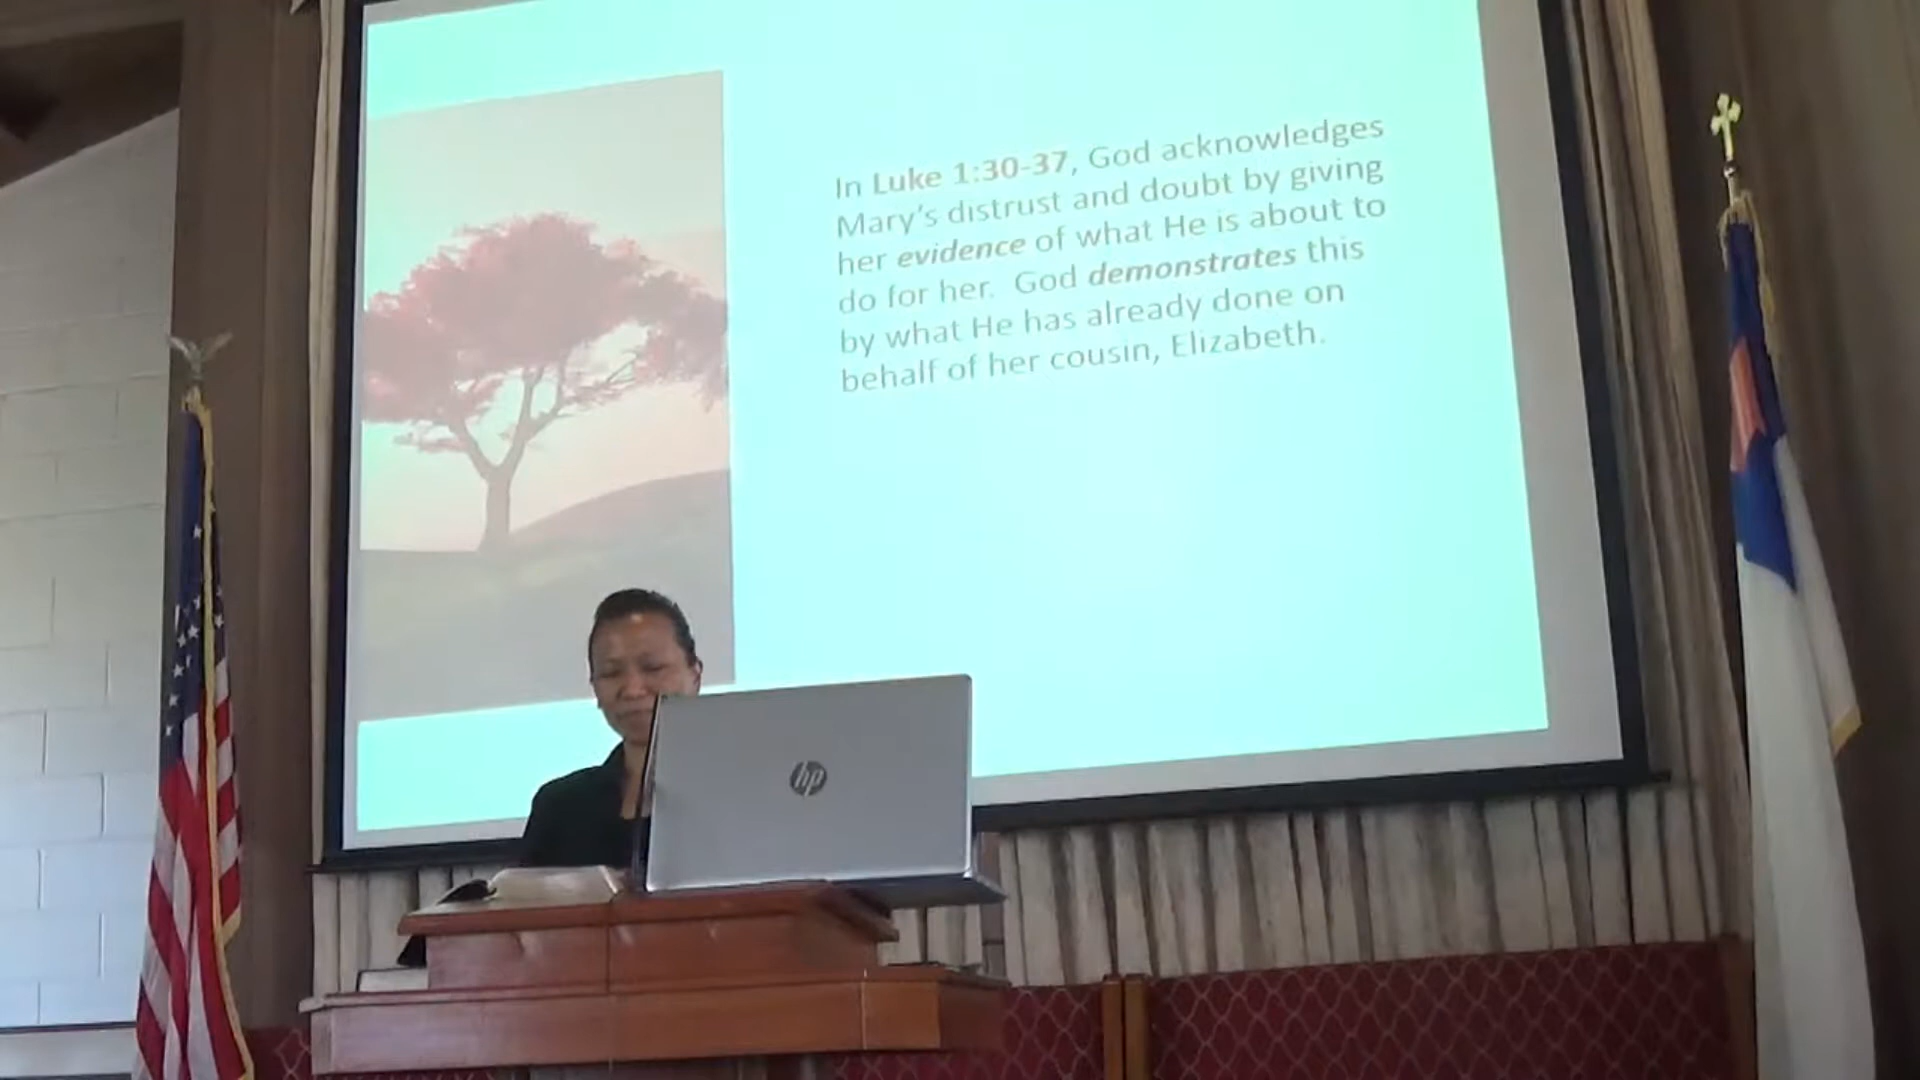 In Luke 1:30-37, God acknowledges
Mary's distrust and doubt by giving
her evidence of what He is about to
do for her. God demonstrates this
by what He has already done on
behalf of her cousin, Elizabeth.
hp